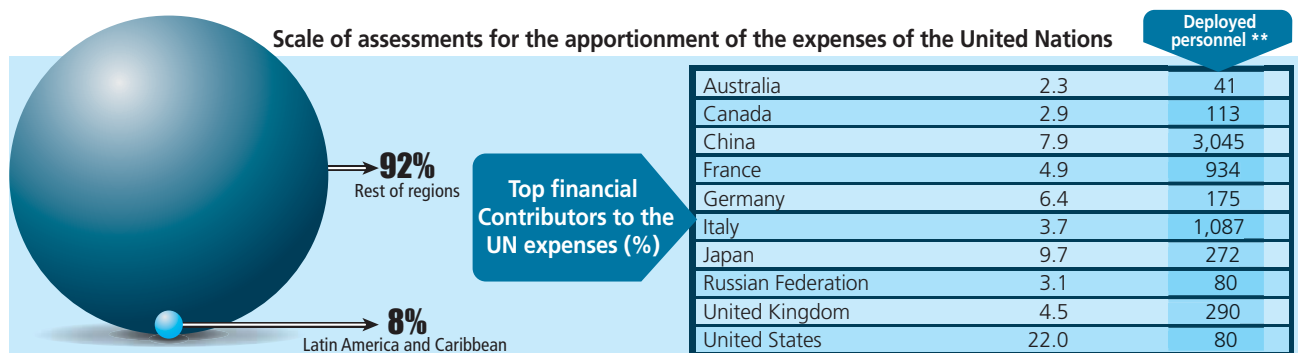 Scale of assessments for the apportionment of the expenses of the United Nations
Deployed
personnel **
92%
Rest of regions
8%
Latin America and Caribbean
Top financial
Contributors to the
UN expenses (%)
Australia 2.3 41
Canada 2.9 113
China 7.9 3,045
France 4.9 934
Germany 6.4 175
Italy 3.7 1,087
Japan 9.7 272
Russian Federation 3.1 80
United Kingdom 4.5 290
United States 22.0 80